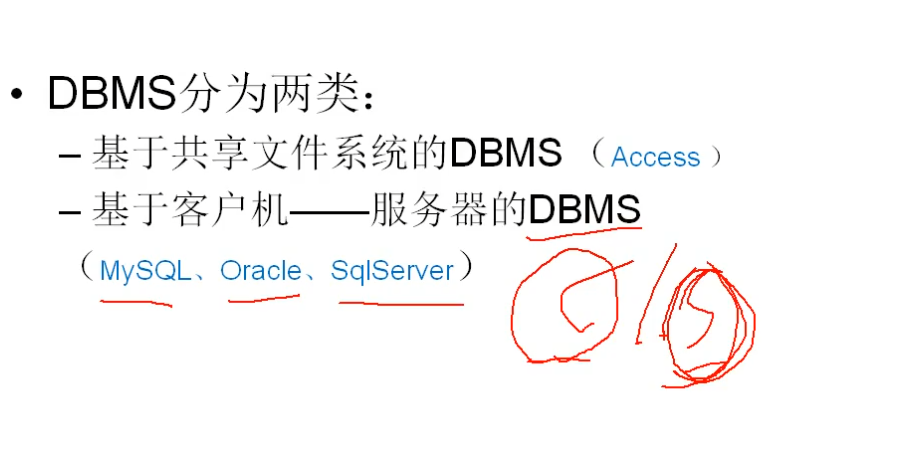 • DBMS分为两类：
– 基于共享文件系统的DBMS （Access ）
– 基于客户机——服务器的DBMS
（MySQL、Oracle、SqlServer）
C/S